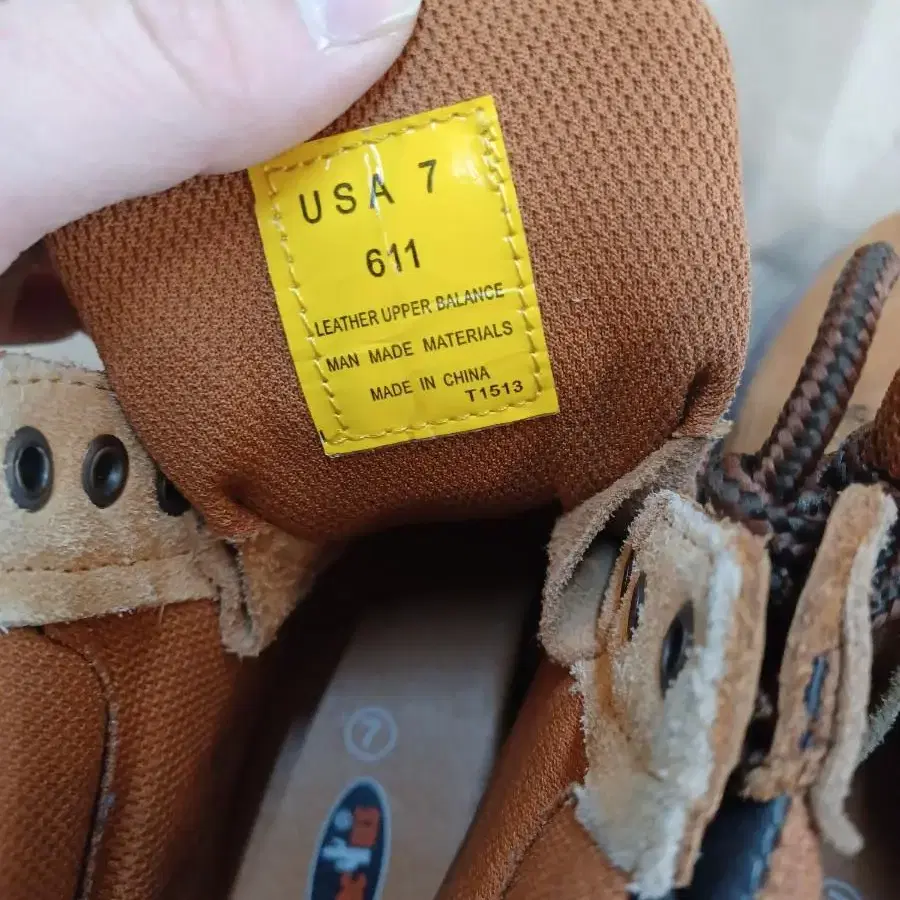 USA 7
611
LEATHER UPPER BALANCE
MAN MADE MATERIALS
MADE IN CHINA
T1513
7